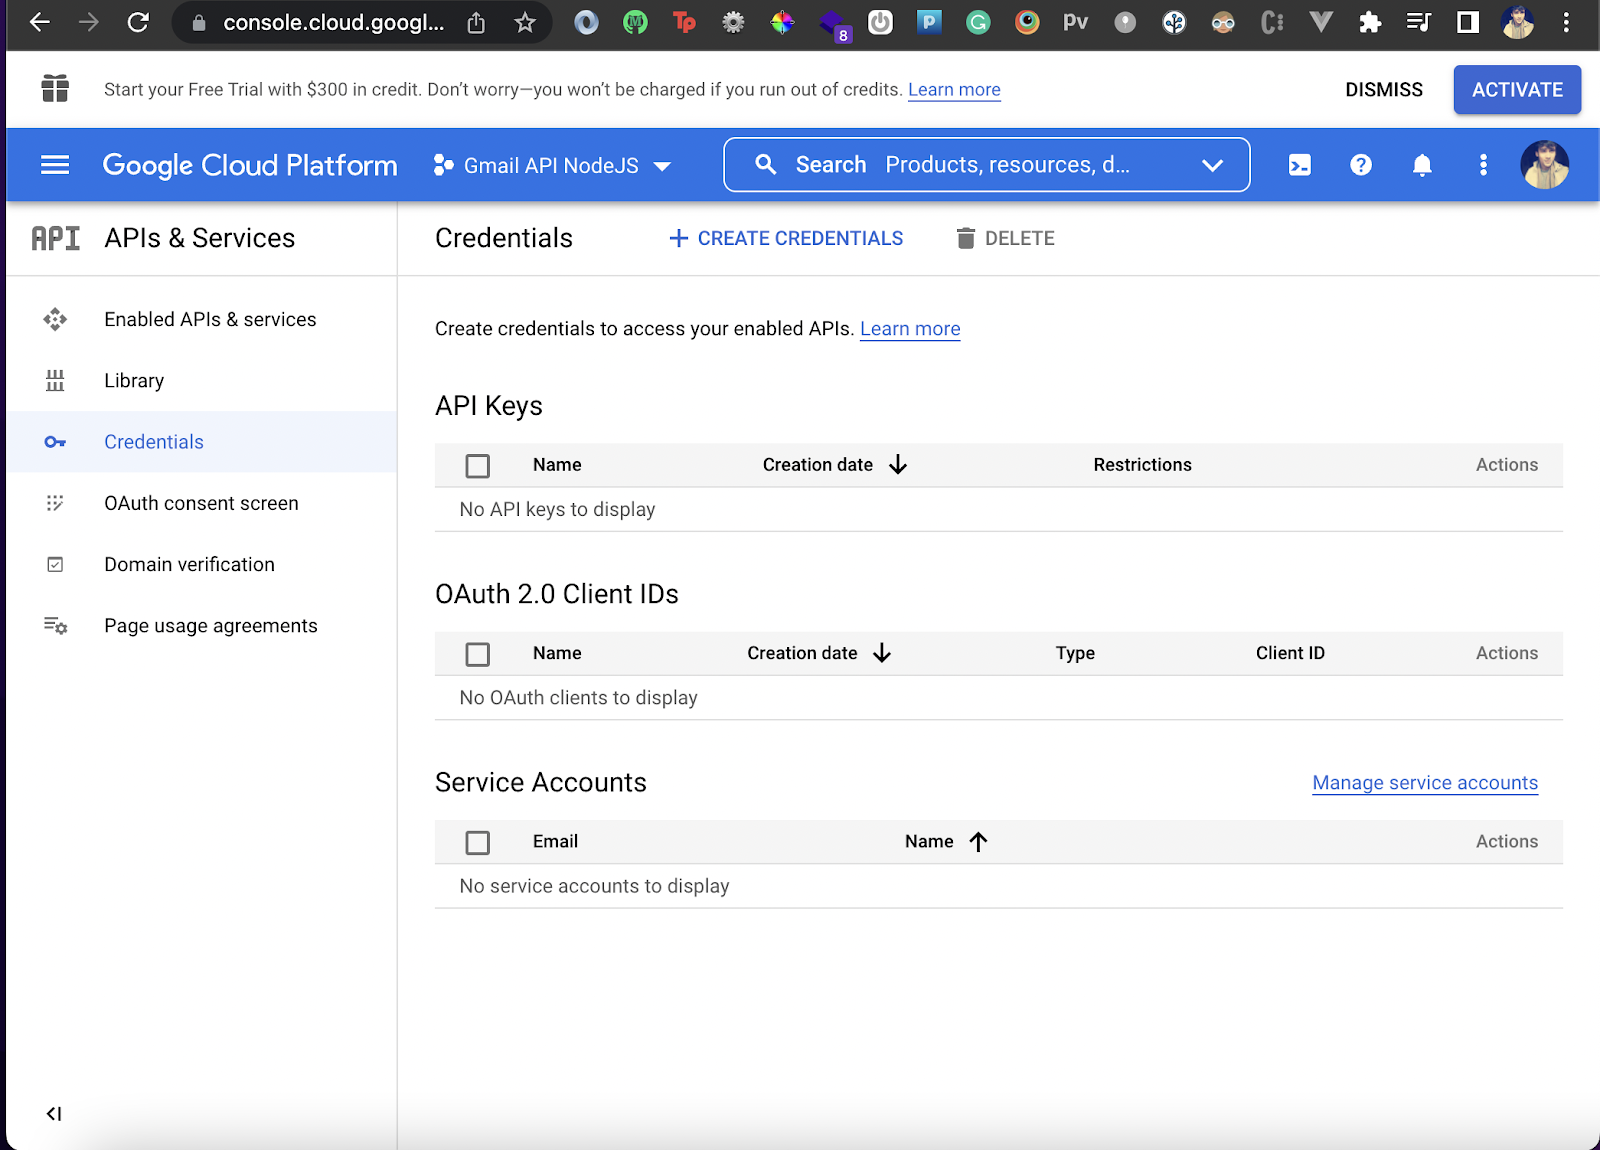 console.cloud.googl...
Tp
8
P
G
Pv
C
Start your Free Trial with $300 in credit. Don’t worry—you won’t be charged if you run out of credits. Learn more
DISMISS
ACTIVATE
Google Cloud Platform
Gmail API NodeJS
Search Products, resources, d...
API APIs & Services
Credentials
+ CREATE CREDENTIALS
DELETE
Enabled APIs & services
Library
Credentials
OAuth consent screen
Domain verification
Page usage agreements
Create credentials to access your enabled APIs. Learn more
API Keys
Name Creation date Restrictions Actions
No API keys to display
OAuth 2.0 Client IDs
Name Creation date Type Client ID Actions
No OAuth clients to display
Service Accounts
Manage service accounts
Email Name Actions
No service accounts to display